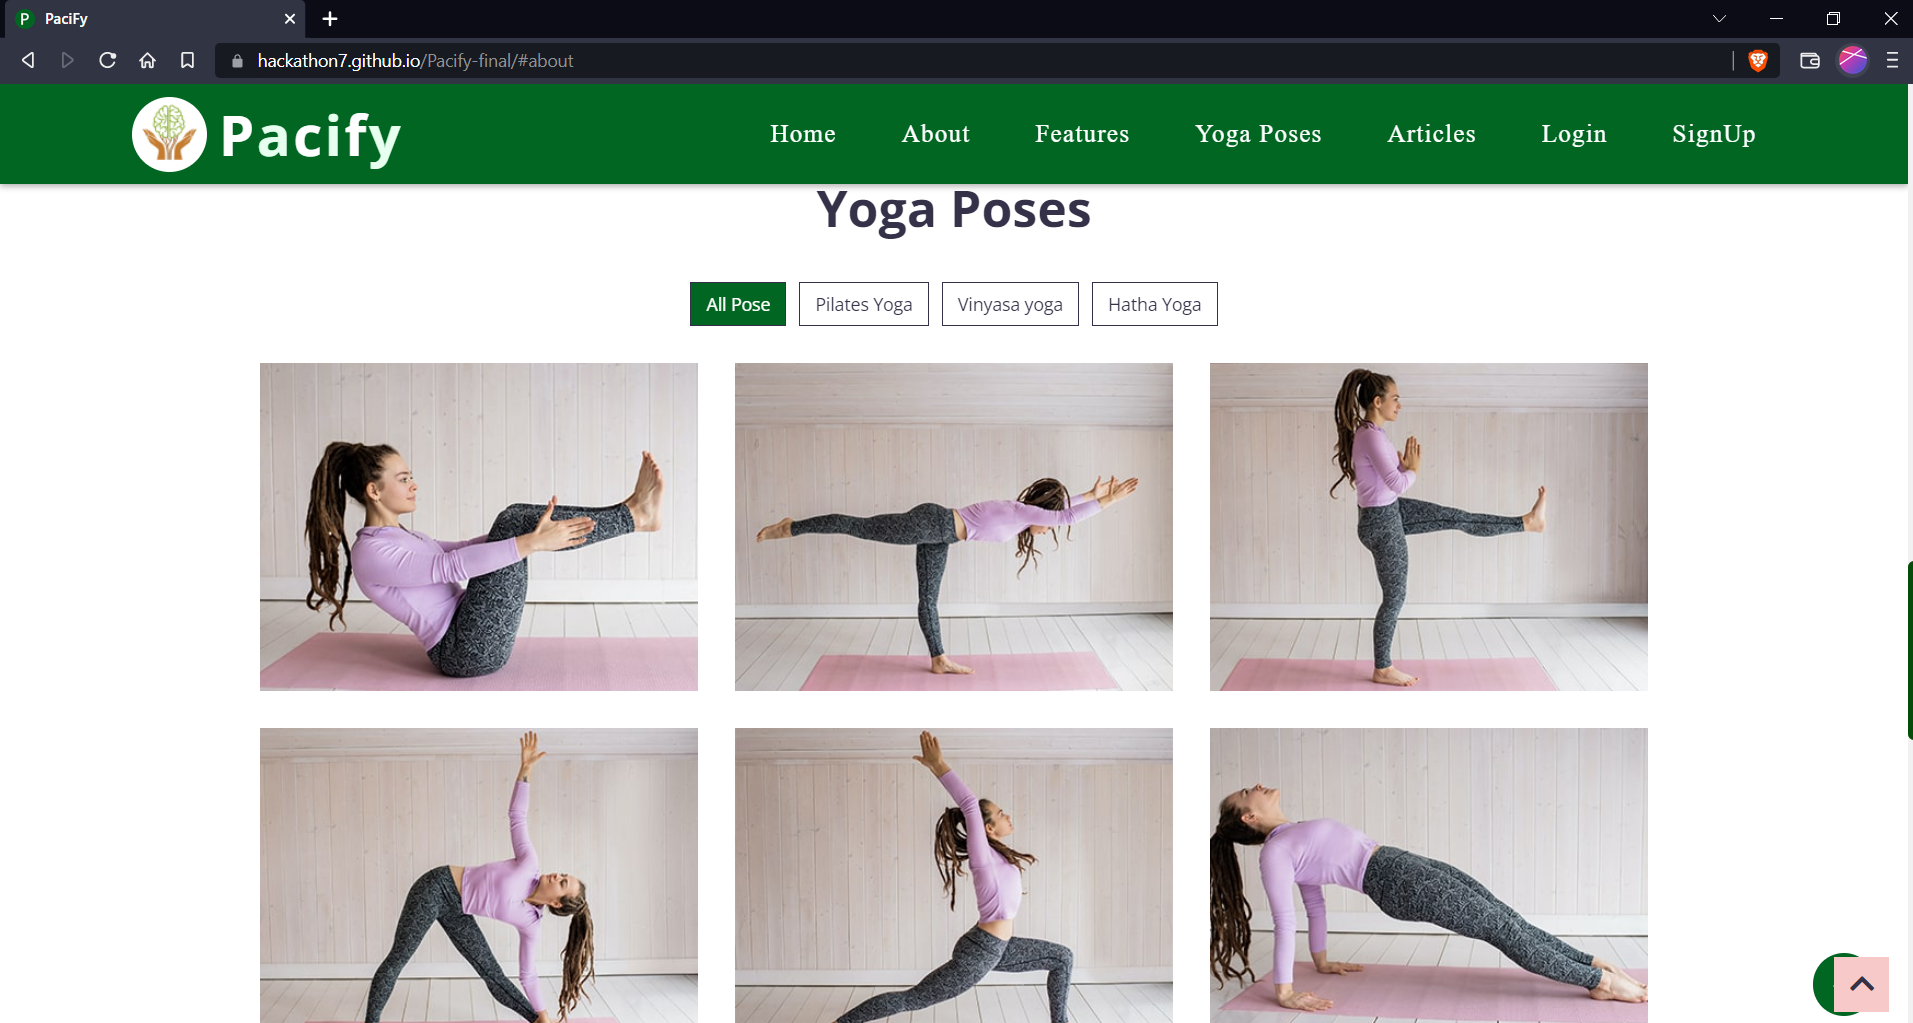 P PaciFy
hackathon7.github.io/Pacify-final/#about
Pacify
Home About Features Yoga Poses Articles Login SignUp
Yoga Poses
All Pose Pilates Yoga Vinyasa yoga Hatha Yoga